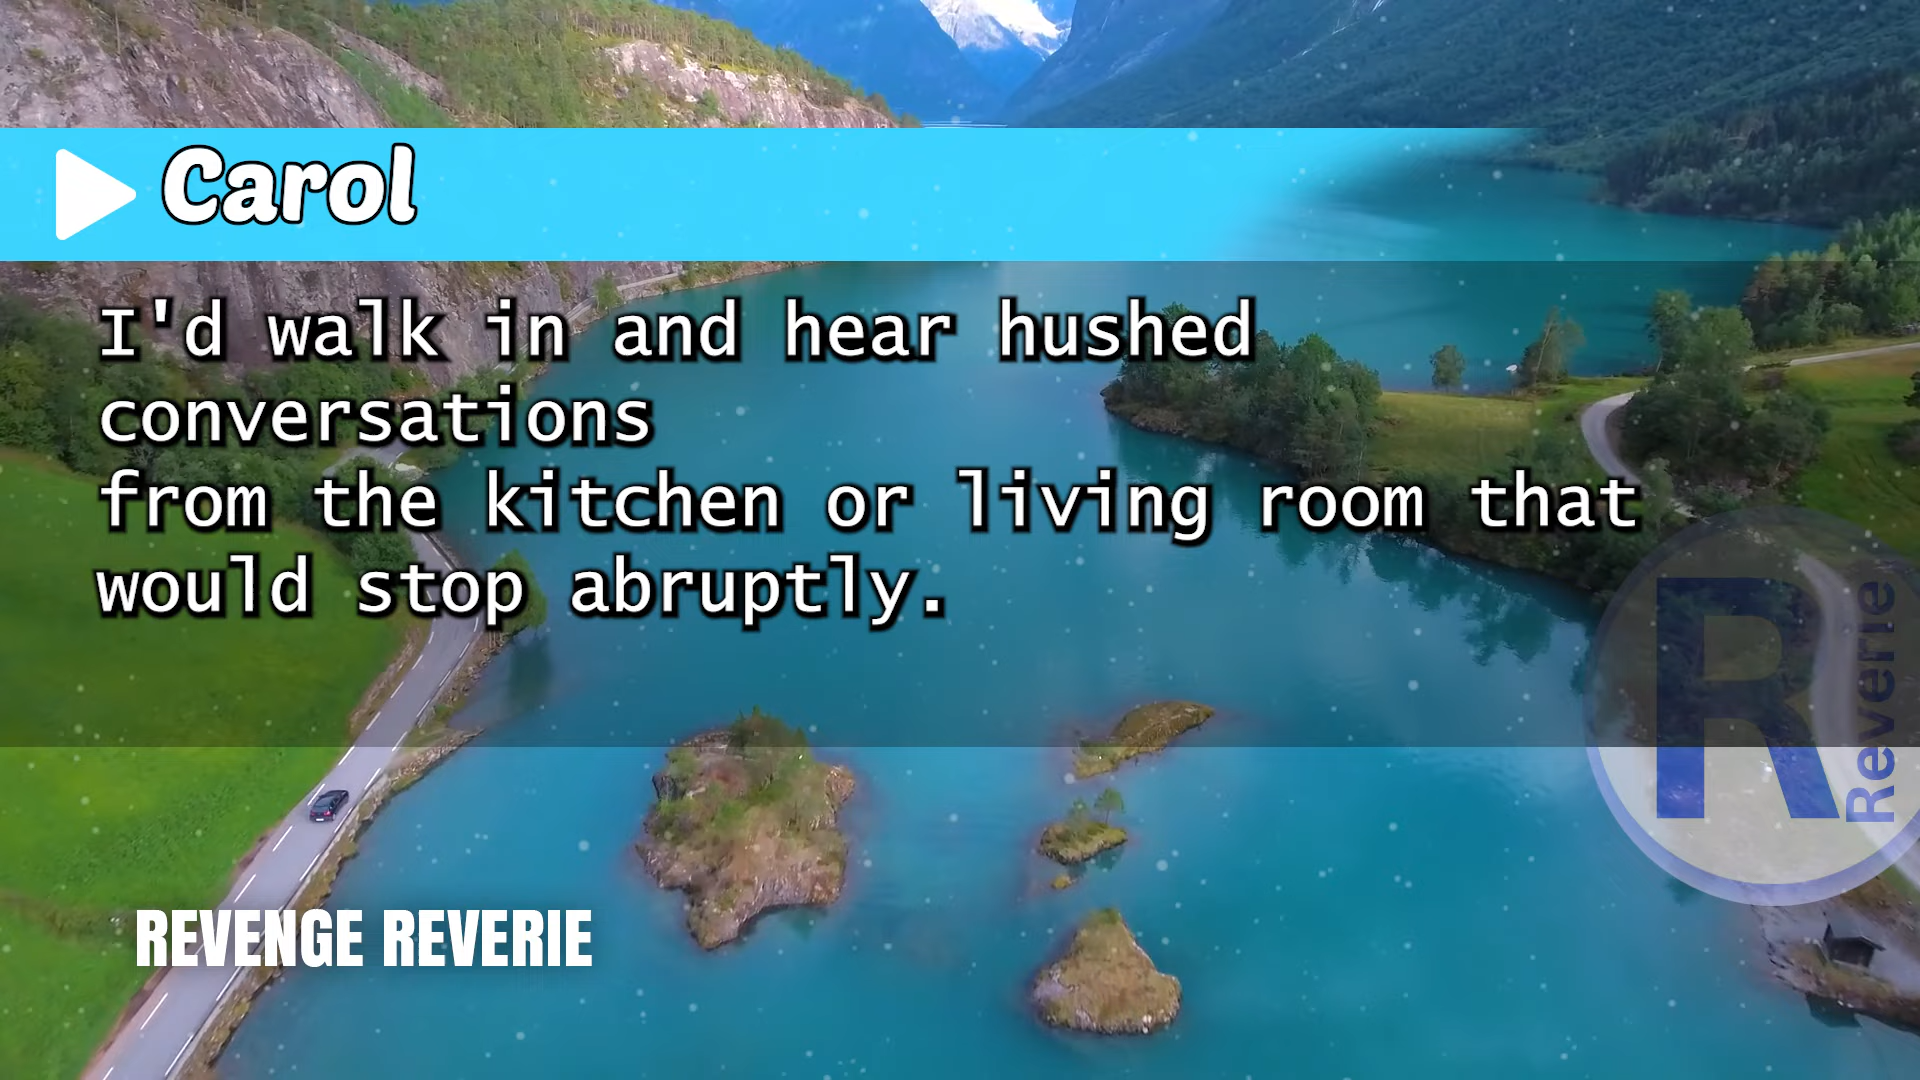 Carol
I'd walk in and hear hushed
conversations
from the kitchen or living room that
would stop abruptly.
R
Reverie
REVENGE REVERIE